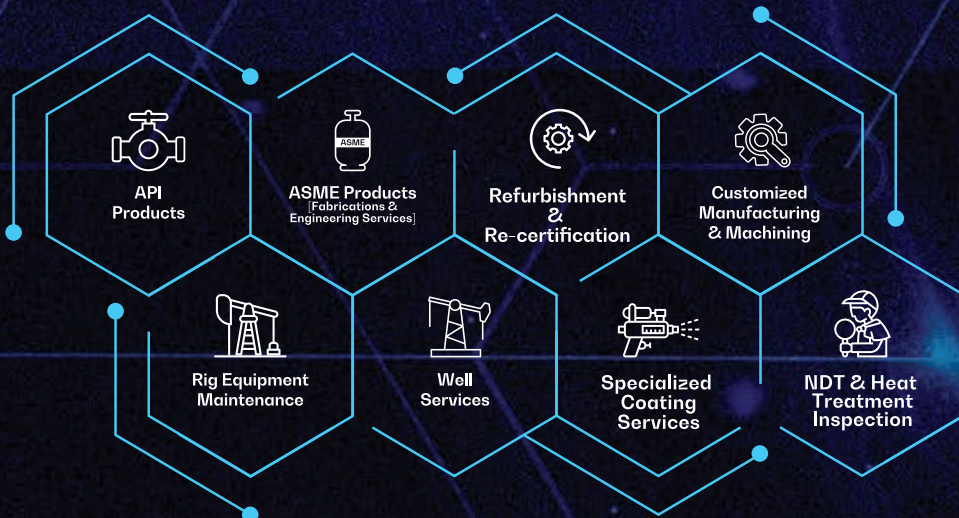 API
Products
ASME
ASME Products
[Fabrications &
Engineering Services]
Refurbishment
&
Re-certification
Customized
Manufacturing
& Machining
Rig Equipment
Maintenance
Well
Services
Specialized
Coating
Services
NDT & Heat
Treatment
Inspection